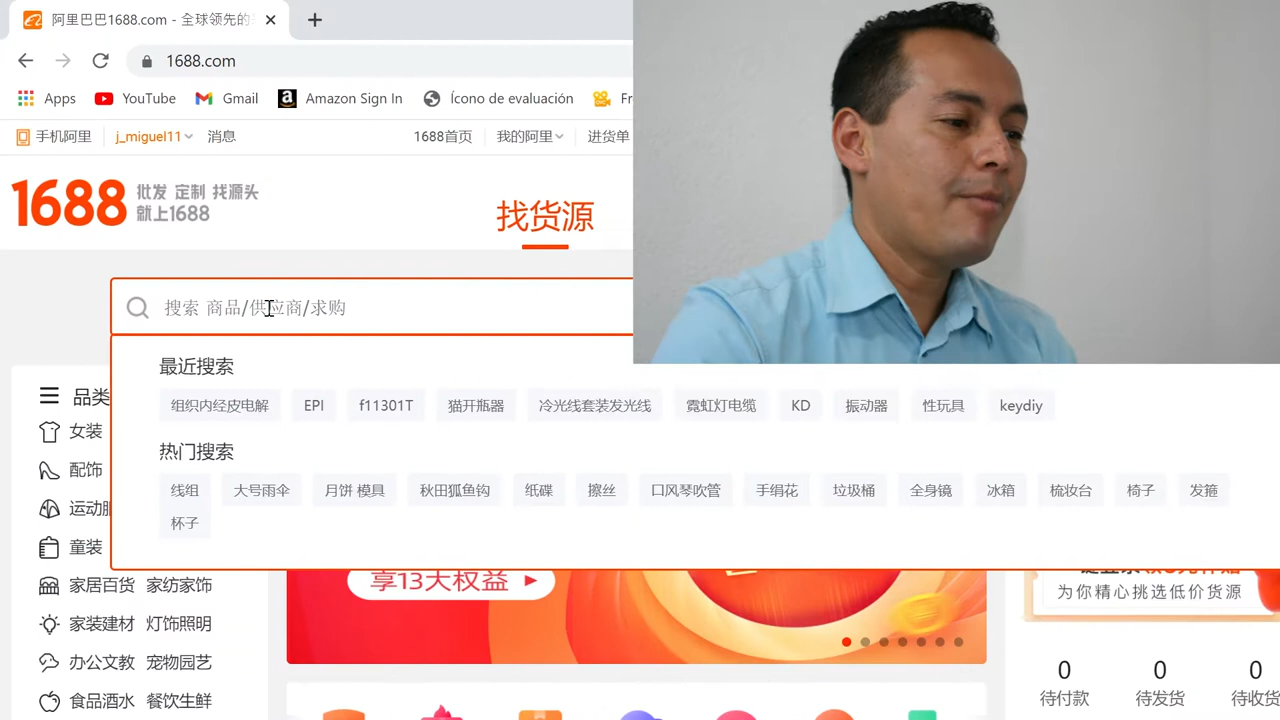 阿里巴巴1688.com - 全球领先的
1688.com
Apps YouTube Gmail Amazon Sign In Ícono de evaluación
手机阿里 j_miguel11 消息 1688首页 我的阿里 进货单
1688 批发 定制 找源头
就上1688
找货源
搜索 商品/供应商/求购
最近搜索
组织内经皮电解 EPI f11301T 猫开瓶器 冷光线套装发光线 霓虹灯电缆 KD 振动器 性玩具 keydiy
热门搜索
线组 大号雨伞 月饼 模具 秋田狐鱼钩 纸碟 擦丝 口风琴吹管 手绢花 垃圾桶 全身镜 冰箱 梳妆台 椅子 发箍
杯子
品类
女装
配饰
运动服
童装
家居百货 家纺家饰
家装建材 灯饰照明
办公文教 宠物园艺
食品酒水 餐饮生鲜
享13大权益
为你精心挑选低价货源
0 0 0
待付款 待发货 待收货